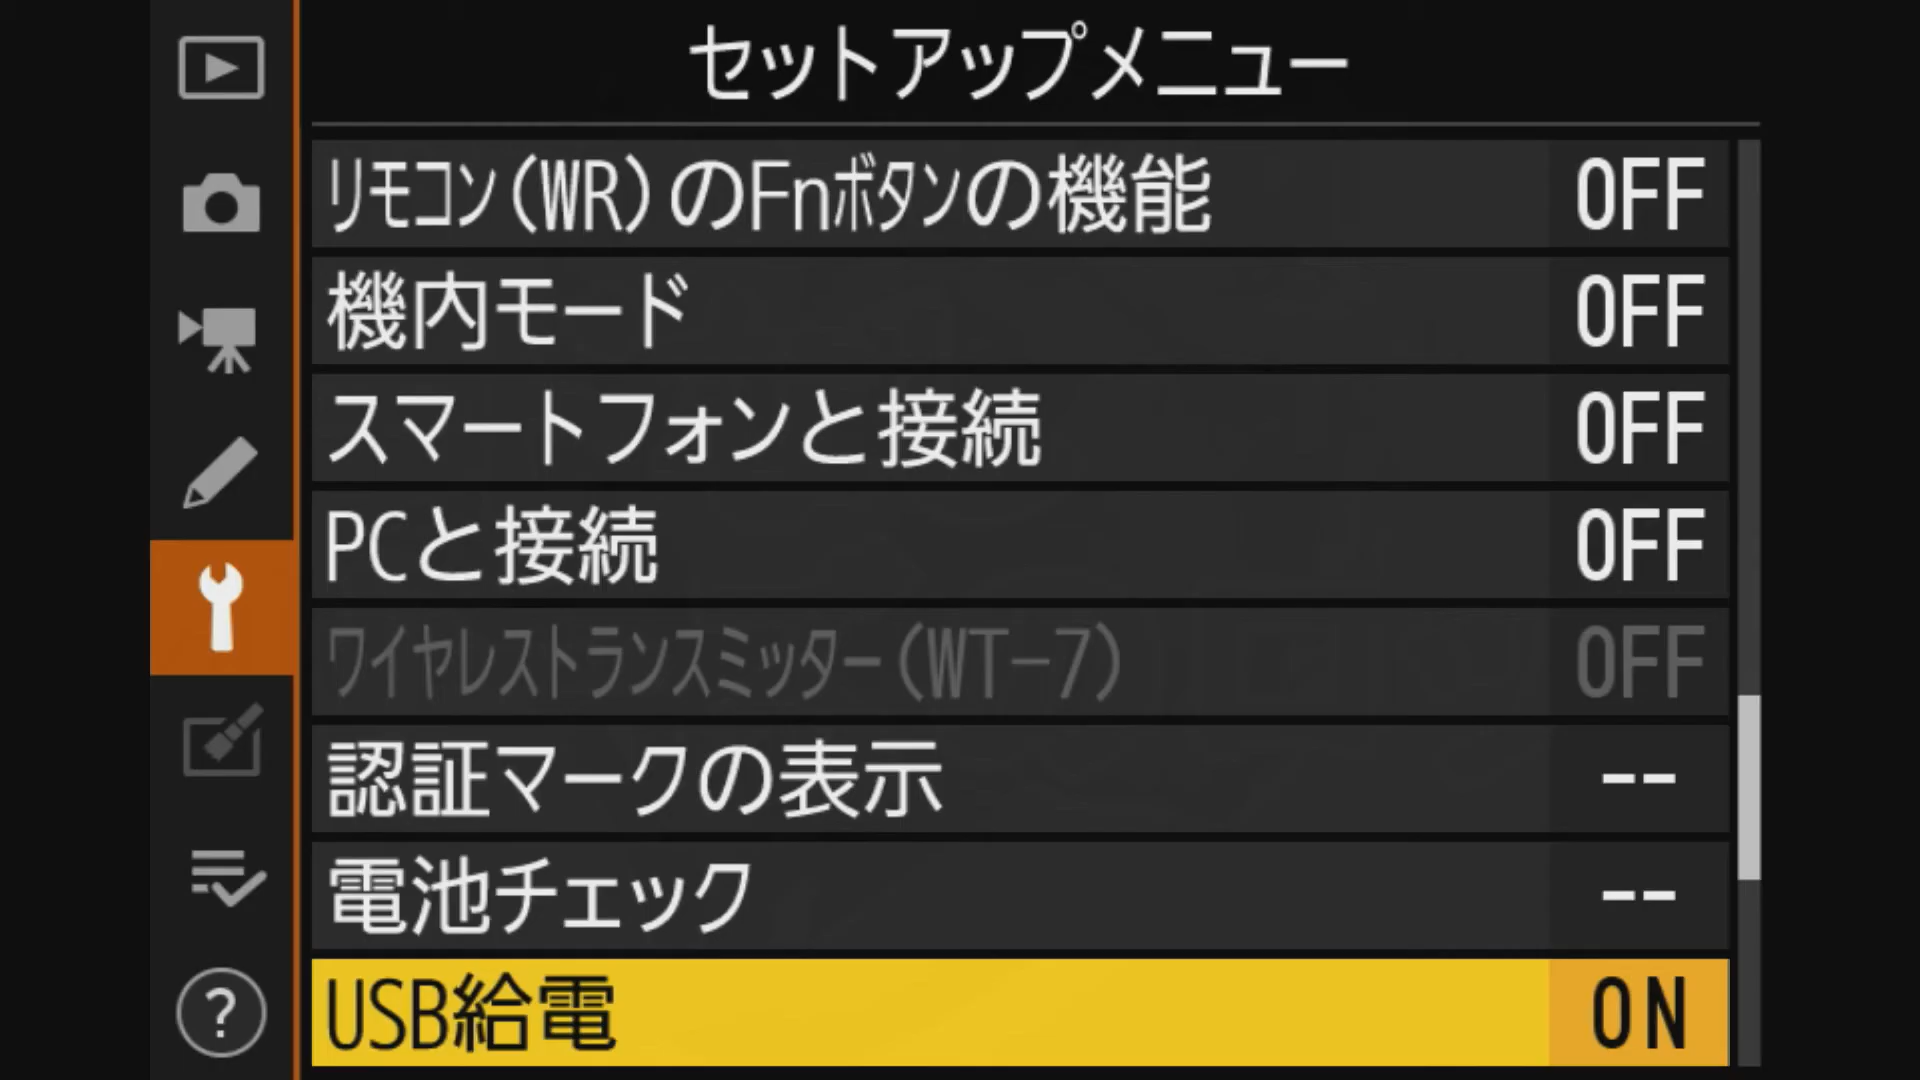 セットアップメニュー
リモコン(WR)のFnボタンの機能 OFF
機内モード OFF
スマートフォンと接続 OFF
PCと接続 OFF
ワイヤレストランスミッター(WT-7) OFF
認証マークの表示 --
電池チェック --
USB給電 ON
?